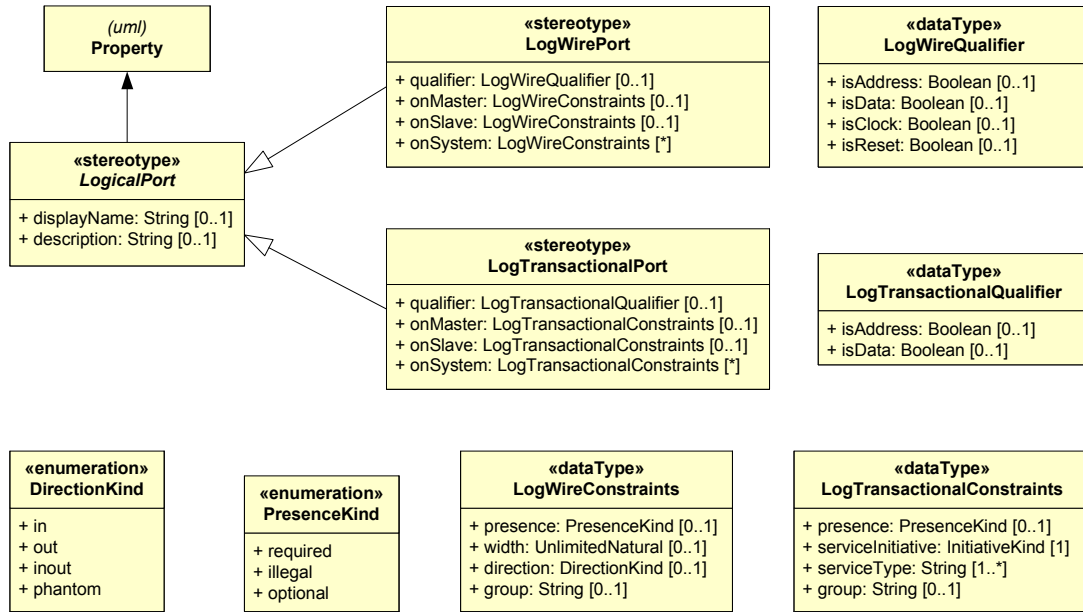 (uml)
Property
«stereotype»
LogicalPort
+ displayName: String [0..1]
+ description: String [0..1]
«stereotype»
LogWirePort
+ qualifier: LogWireQualifier [0..1]
+ onMaster: LogWireConstraints [0..1]
+ onSlave: LogWireConstraints [0..1]
+ onSystem: LogWireConstraints [*]
«dataType»
LogWireQualifier
+ isAddress: Boolean [0..1]
+ isData: Boolean [0..1]
+ isClock: Boolean [0..1]
+ isReset: Boolean [0..1]
«stereotype»
LogTransactionalPort
+ qualifier: LogTransactionalQualifier [0..1]
+ onMaster: LogTransactionalConstraints [0..1]
+ onSlave: LogTransactionalConstraints [0..1]
+ onSystem: LogTransactionalConstraints [*]
«dataType»
LogTransactionalQualifier
+ isAddress: Boolean [0..1]
+ isData: Boolean [0..1]
«enumeration»
DirectionKind
+ in
+ out
+ inout
+ phantom
«enumeration»
PresenceKind
+ required
+ illegal
+ optional
«dataType»
LogWireConstraints
+ presence: PresenceKind [0..1]
+ width: UnlimitedNatural [0..1]
+ direction: DirectionKind [0..1]
+ group: String [0..1]
«dataType»
LogTransactionalConstraints
+ presence: PresenceKind [0..1]
+ serviceInitiative: InitiativeKind [1]
+ serviceType: String [1..*]
+ group: String [0..1]